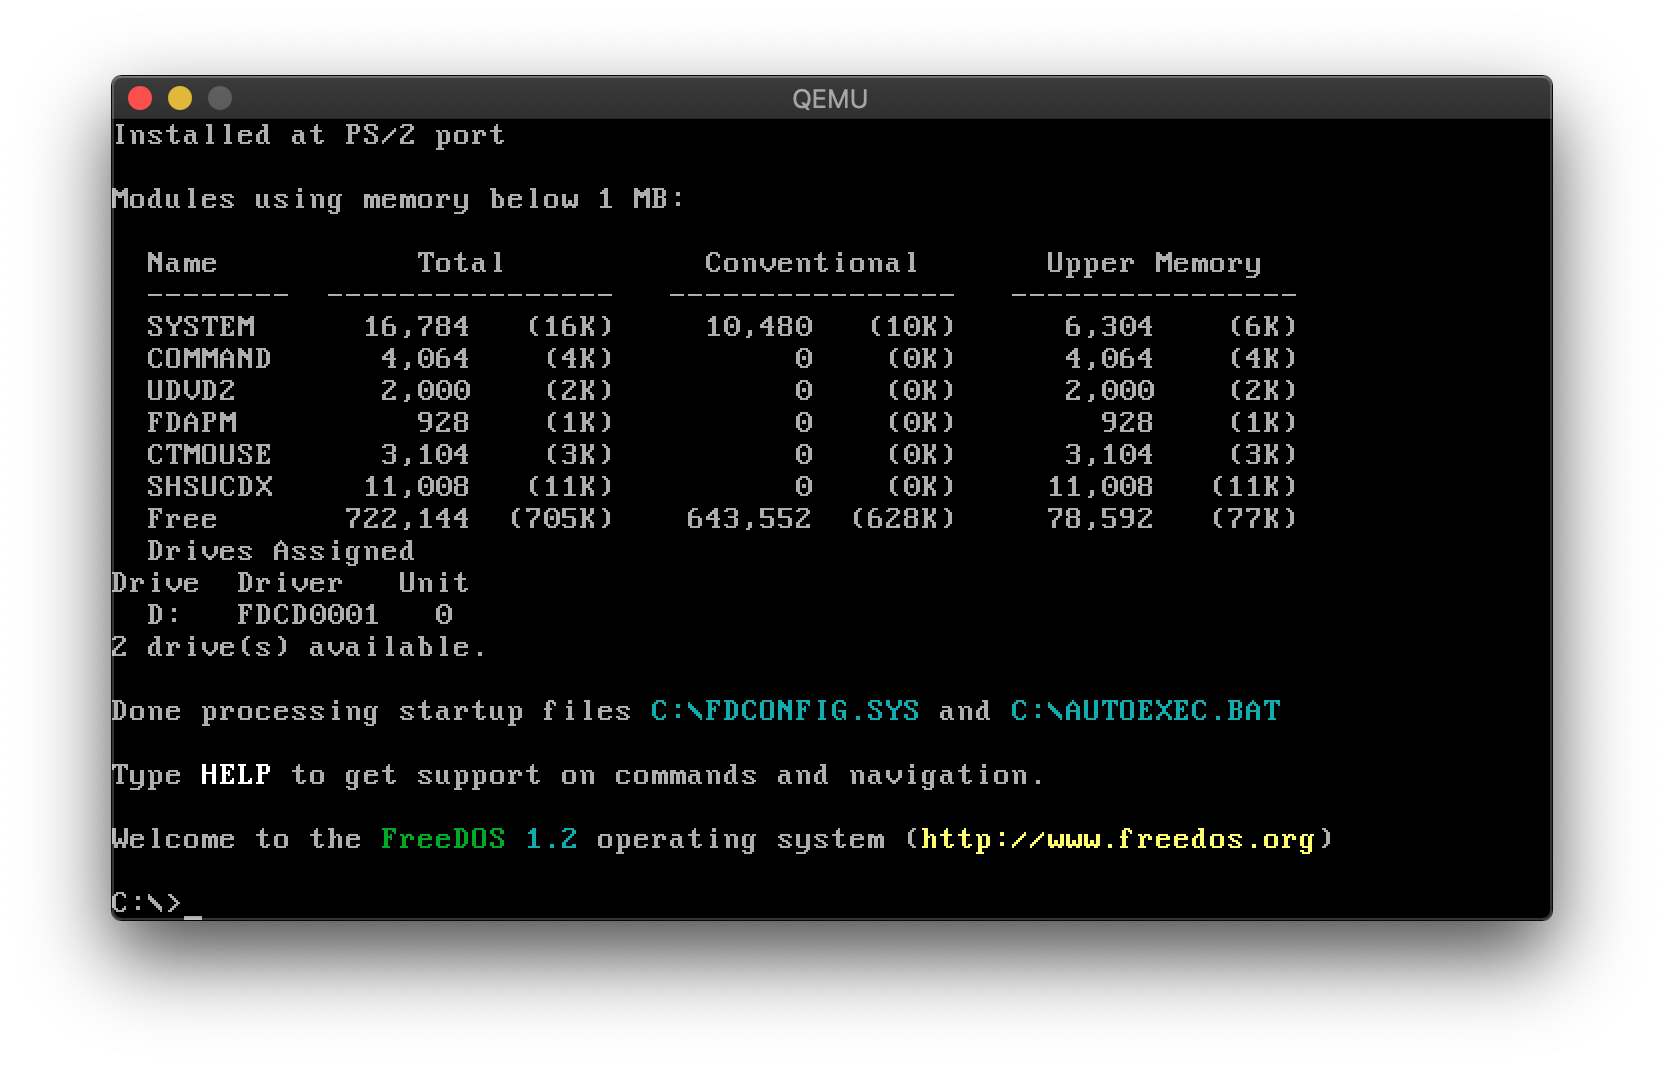 QEMU
Installed at PS/2 port
Modules using memory below 1 MB:
Name Total Conventional Upper Memory
-------- ---------------- ---------------- ----------------
SYSTEM 16,784 (16K) 10,480 (10K) 6,304 (6K)
COMMAND 4,064 (4K) 0 (0K) 4,064 (4K)
UDVD2 2,000 (2K) 0 (0K) 2,000 (2K)
FDAPM 928 (1K) 0 (0K) 928 (1K)
CTMOUSE 3,104 (3K) 0 (0K) 3,104 (3K)
SHSUCDX 11,008 (11K) 0 (0K) 11,008 (11K)
Free 722,144 (705K) 643,552 (628K) 78,592 (77K)
Drives Assigned
Drive Driver Unit
D: FDCD0001 0
2 drive(s) available.
Done processing startup files C:\FDCONFIG.SYS and C:\AUTOEXEC.BAT
Type HELP to get support on commands and navigation.
Welcome to the FreeDOS 1.2 operating system (http://www.freedos.org)
C:\>_